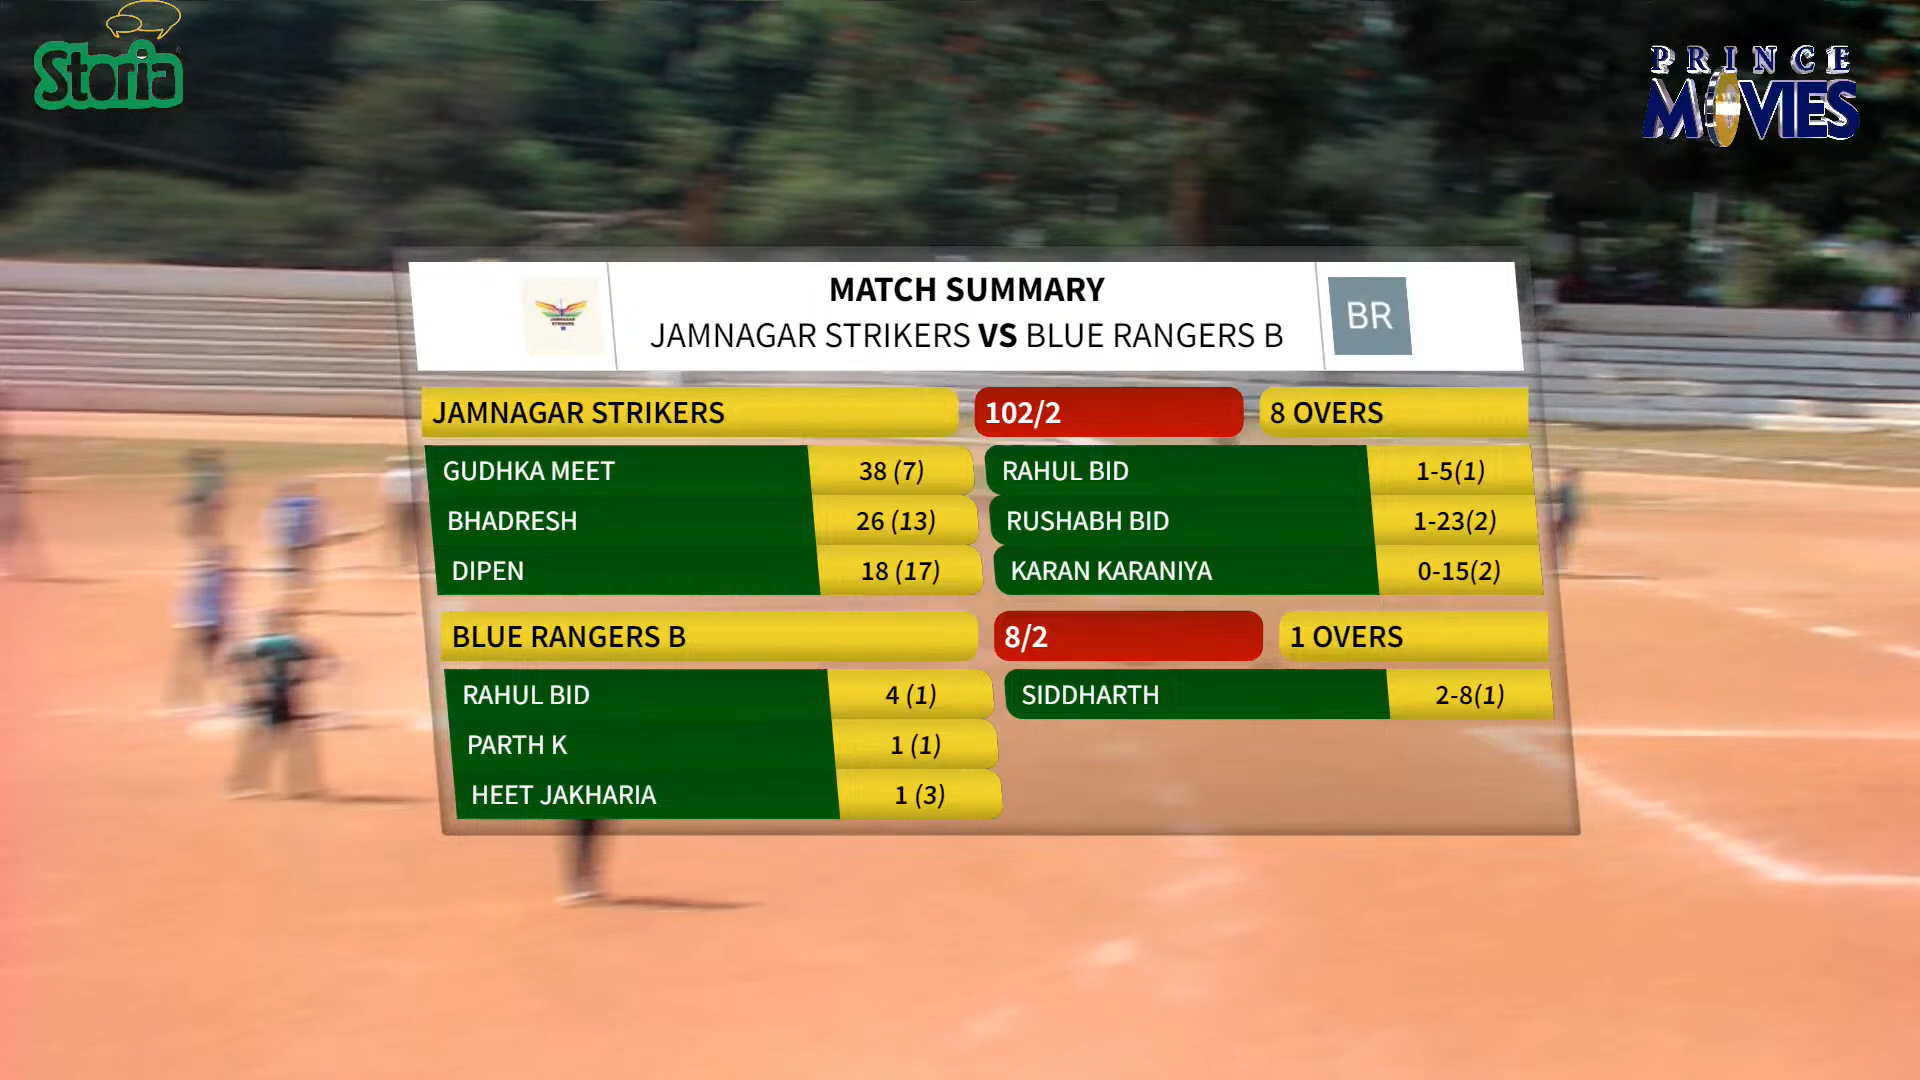 Storia
PRINCE
MOVIES
MATCH SUMMARY
JAMNAGAR STRIKERS VS BLUE RANGERS B
BR
JAMNAGAR STRIKERS 102/2 8 OVERS
GUDHKA MEET 38 (7) RAHUL BID 1-5(1)
BHADRESH 26 (13) RUSHABH BID 1-23(2)
DIPEN 18 (17) KARAN KARANIYA 0-15(2)
BLUE RANGERS B 8/2 1 OVERS
RAHUL BID 4 (1) SIDDHARTH 2-8(1)
PARTH K 1 (1)
HEET JAKHARIA 1 (3)